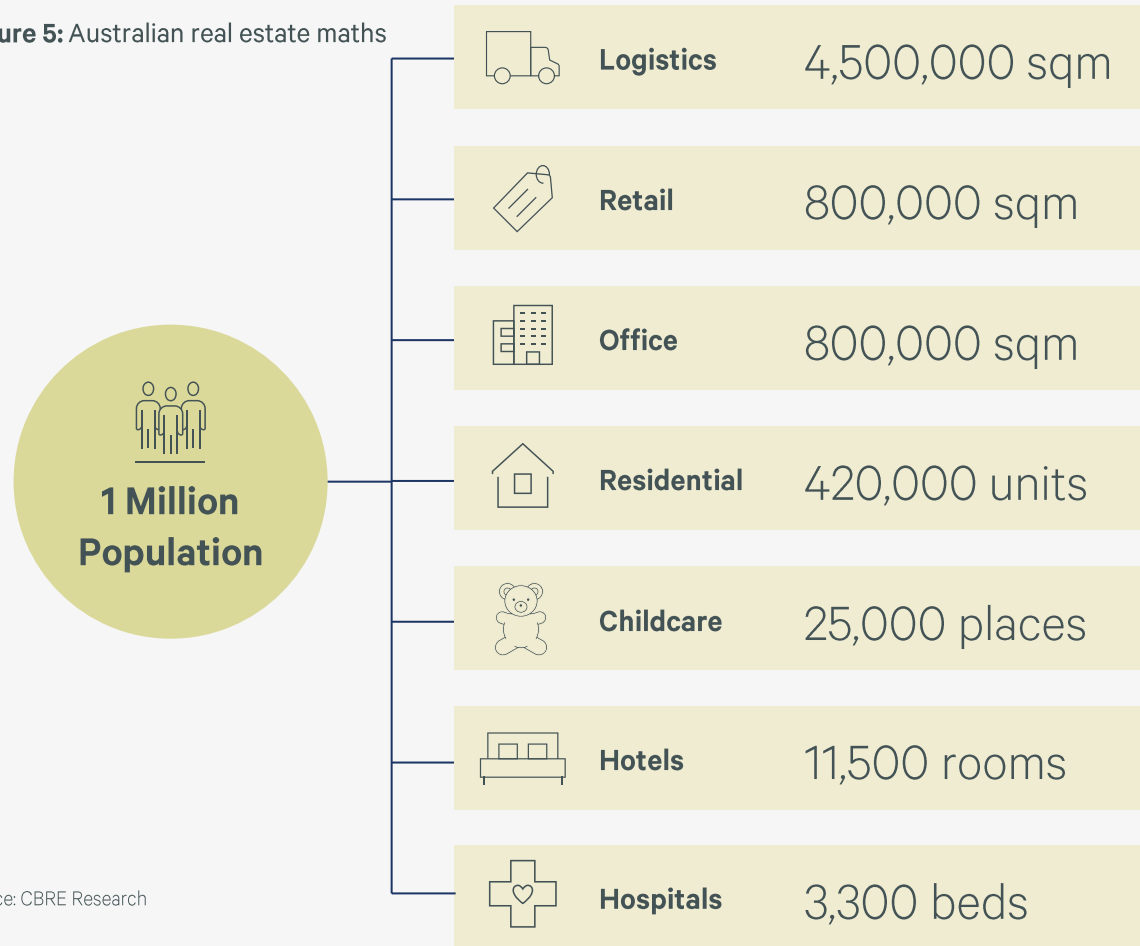 ure 5: Australian real estate maths
Logistics 4,500,000 sqm
Retail 800,000 sqm
Office 800,000 sqm
1 Million
Population
Residential 420,000 units
Childcare 25,000 places
Hotels 11,500 rooms
Hospitals 3,300 beds
ce: CBRE Research